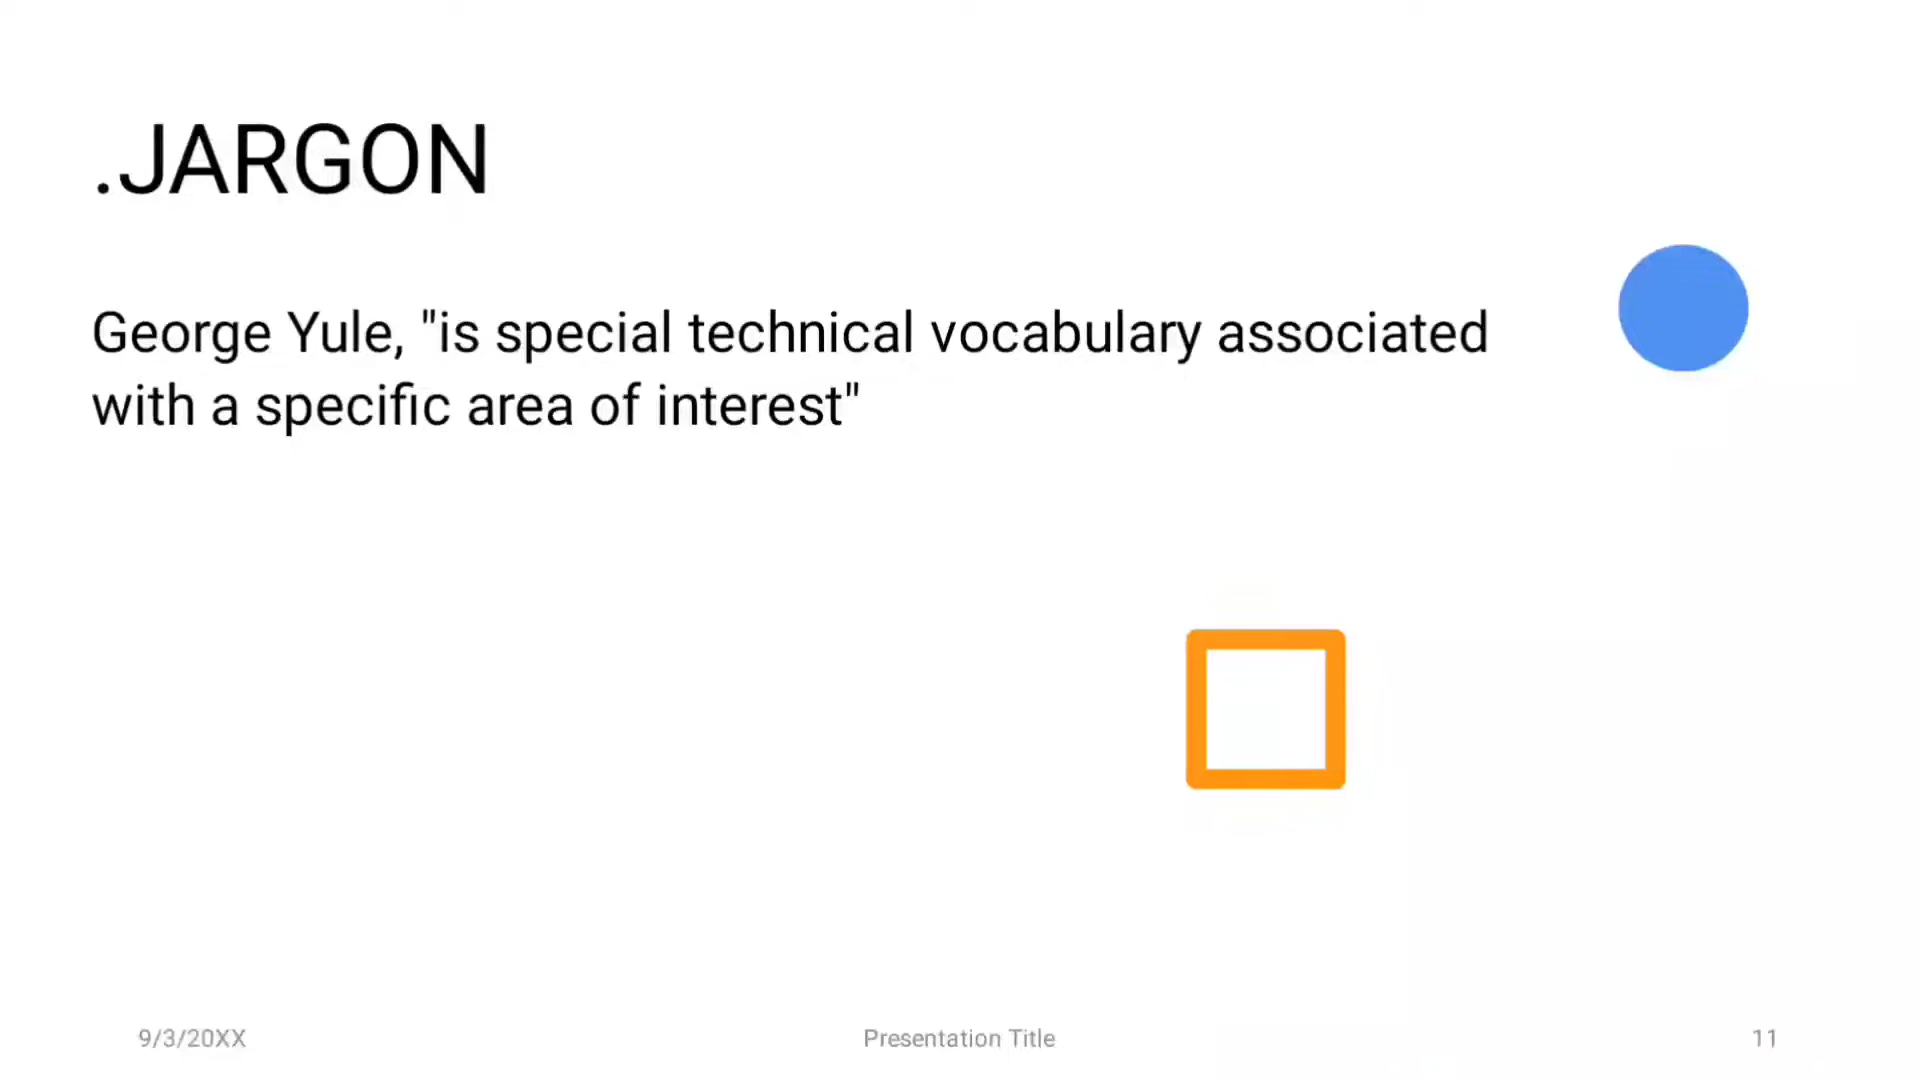 .JARGON
George Yule, "is special technical vocabulary associated
with a specific area of interest"
9/3/20XX
Presentation Title
11